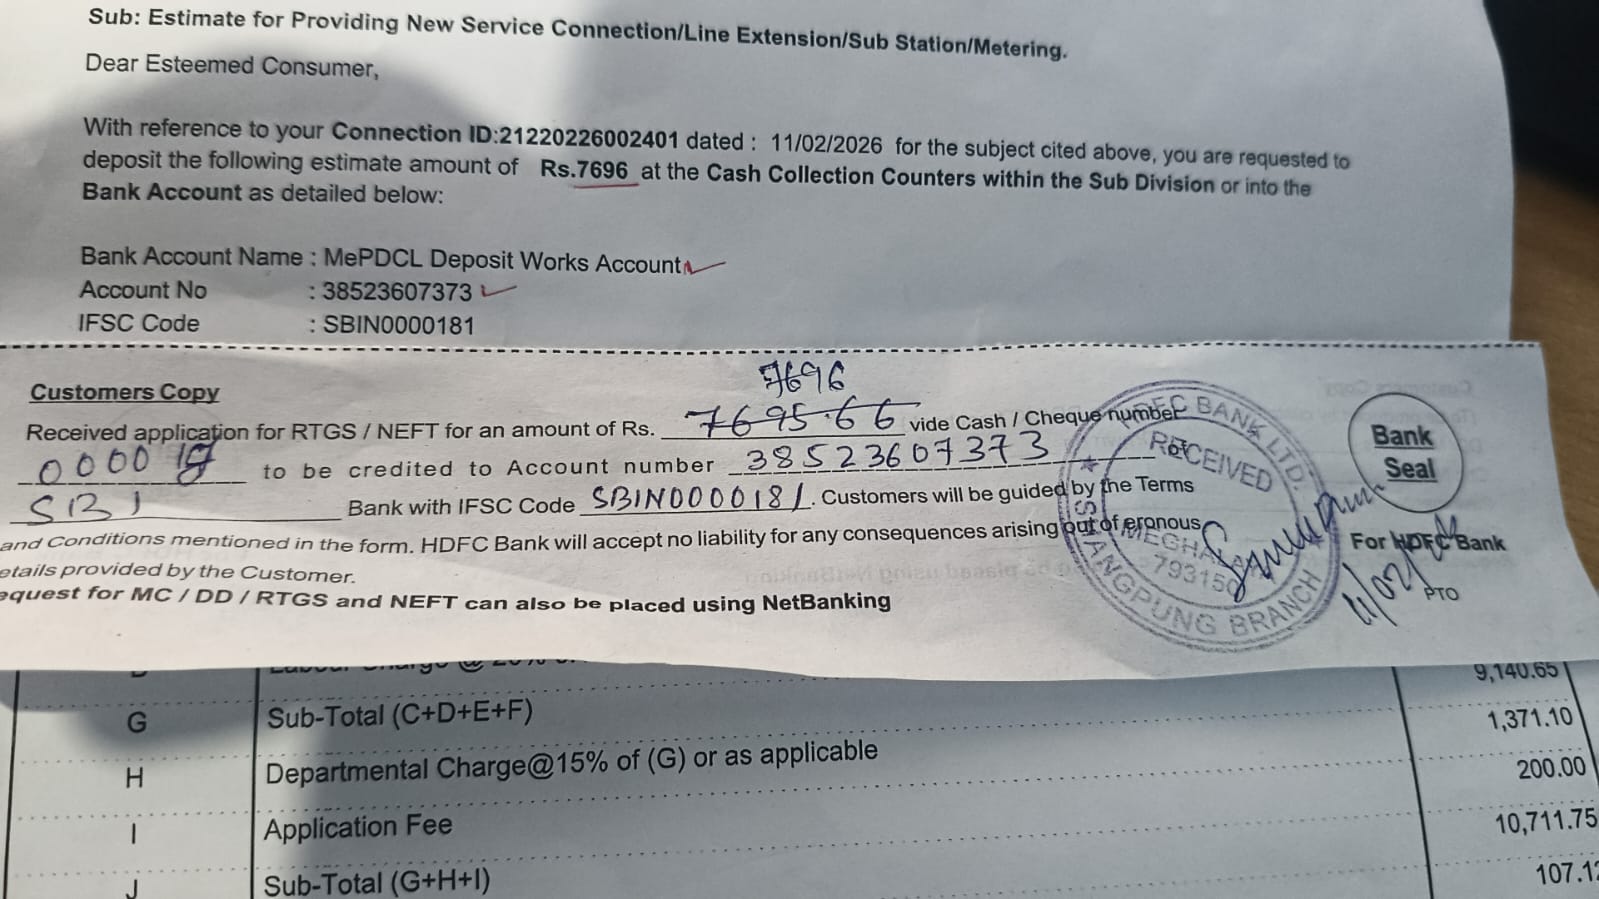 Sub: Estimate for Providing New Service Connection/Line Extension/Sub Station/Metering.
Dear Esteemed Consumer,
With reference to your Connection ID:21220226002401 dated : 11/02/2026 for the subject cited above, you are requested to
deposit the following estimate amount of Rs.7696 at the Cash Collection Counters within the Sub Division or into the
Bank Account as detailed below:
Bank Account Name : MePDCL Deposit Works Account
Account No : 38523607373
IFSC Code : SBIN0000181
Customers Copy
7696
Received application for RTGS / NEFT for an amount of Rs. 7695.66 vide Cash / Cheque number
0000 to be credited to Account number 38523607373 of
SBI Bank with IFSC Code SBIN0000181. Customers will be guided by the Terms
and Conditions mentioned in the form. HDFC Bank will accept no liability for any consequences arising out of eronous
etails provided by the Customer.
equest for MC / DD / RTGS and NEFT can also be placed using NetBanking
HDFC BANK LTD.
RECEIVED
793150
BRANCH
Bank
Seal
For HDFC Bank
PTO
9,140.65
G Sub-Total (C+D+E+F) 1,371.10
H Departmental Charge@15% of (G) or as applicable 200.00
I Application Fee 10,711.75
J Sub-Total (G+H+I)